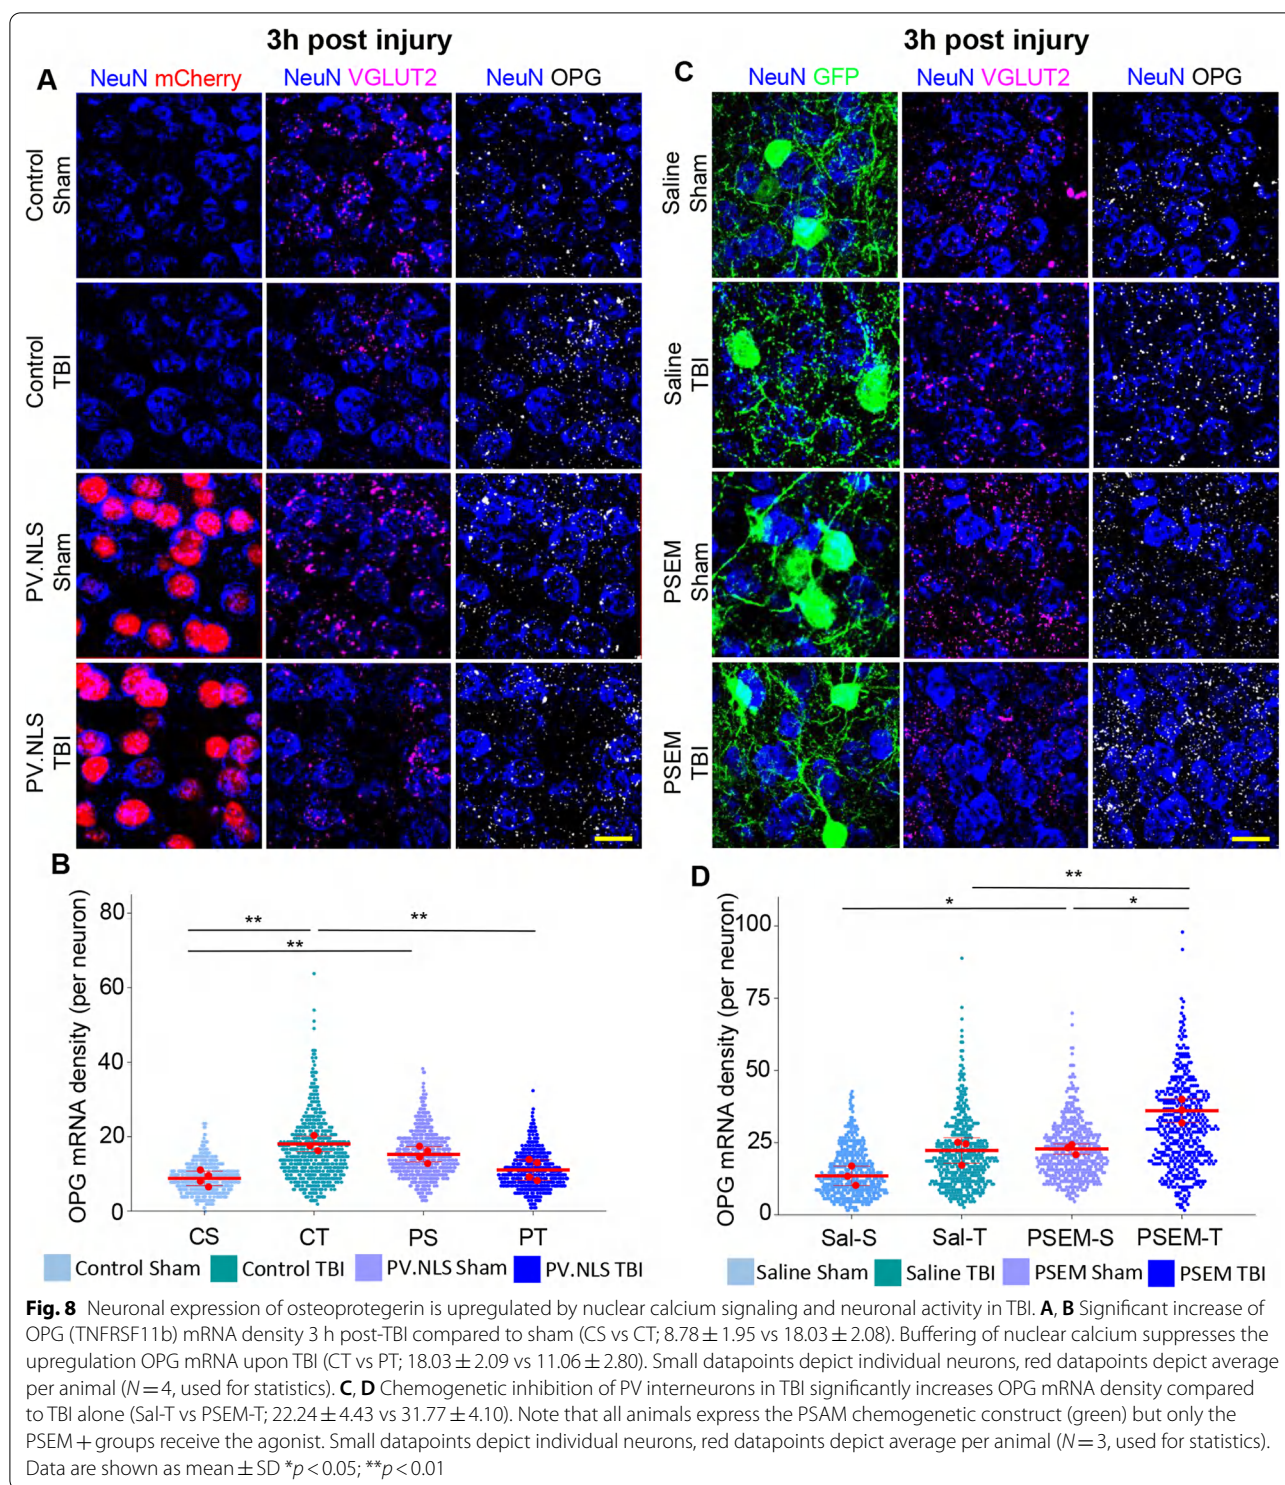 3h post injury
A
NeuN mCherry
NeuN VGLUT2
NeuN OPG
Control
Sham
Control
TBI
PV.NLS
Sham
PV.NLS
TBI
3h post injury
C
NeuN GFP
NeuN VGLUT2
NeuN OPG
Saline
Sham
Saline
TBI
PSEM
Sham
PSEM
TBI
B
OPG mRNA density (per neuron)
80
60
40
20
0
**
**
**
CS
CT
PS
PT
Control Sham
Control TBI
PV.NLS Sham
PV.NLS TBI
D
OPG mRNA density (per neuron)
100
75
50
25
0
**
*
*
Sal-S
Sal-T
PSEM-S
PSEM-T
Saline Sham
Saline TBI
PSEM Sham
PSEM TBI
Fig. 8 Neuronal expression of osteoprotegerin is upregulated by nuclear calcium signaling and neuronal activity in TBI. A, B Significant increase of
OPG (TNFRSF11b) mRNA density 3 h post-TBI compared to sham (CS vs CT; 8.78 ± 1.95 vs 18.03 ± 2.08). Buffering of nuclear calcium suppresses the
upregulation OPG mRNA upon TBI (CT vs PT; 18.03 ± 2.09 vs 11.06 ± 2.80). Small datapoints depict individual neurons, red datapoints depict average
per animal (N = 4, used for statistics). C, D Chemogenetic inhibition of PV interneurons in TBI significantly increases OPG mRNA density compared
to TBI alone (Sal-T vs PSEM-T; 22.24 ± 4.43 vs 31.77 ± 4.10). Note that all animals express the PSAM chemogenetic construct (green) but only the
PSEM + groups receive the agonist. Small datapoints depict individual neurons, red datapoints depict average per animal (N = 3, used for statistics).
Data are shown as mean ± SD *p < 0.05; **p < 0.01